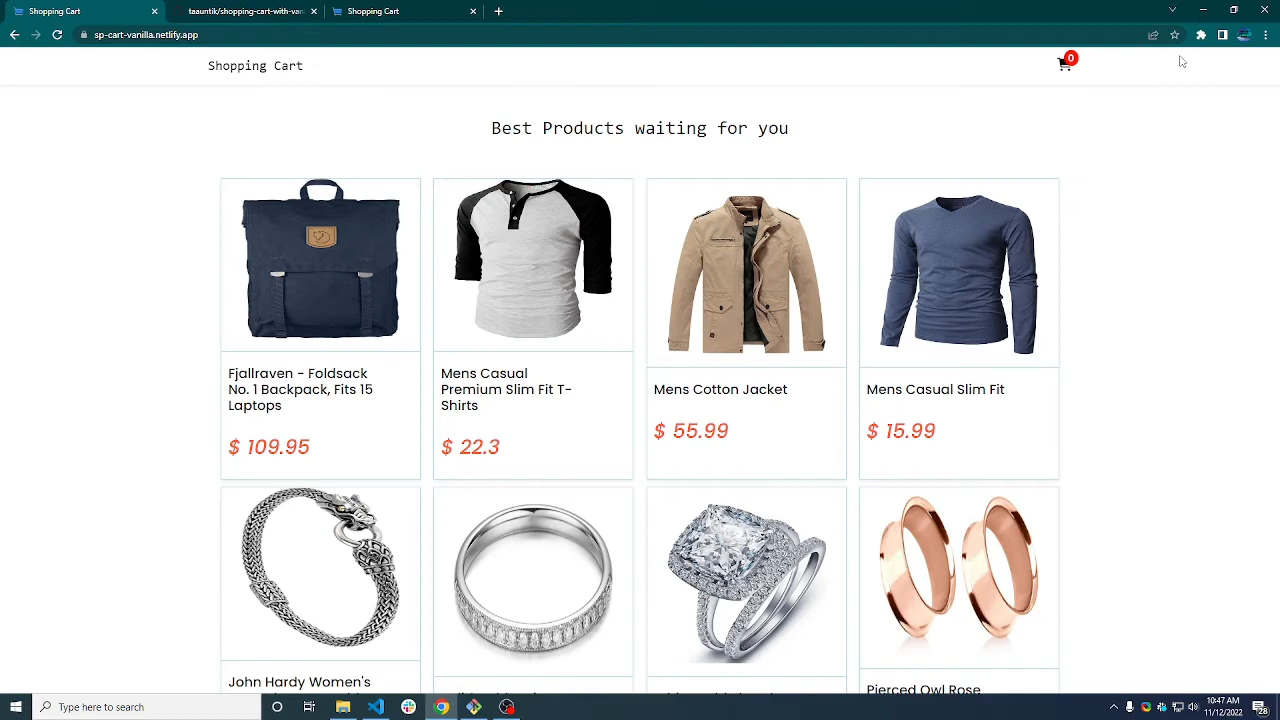 Shopping Cart
taauntik/shopping-cart-with-van
Shopping Cart
sp-cart-vanilla.netlify.app
Shopping Cart
0
Best Products waiting for you
Fjallraven - Foldsack
No. 1 Backpack, Fits 15
Laptops
$ 109.95
Mens Casual
Premium Slim Fit T-
Shirts
$ 22.3
Mens Cotton Jacket
$ 55.99
Mens Casual Slim Fit
$ 15.99
John Hardy Women's
Pierced Owl Rose
Type here to search
10:47 AM
11/12/2022